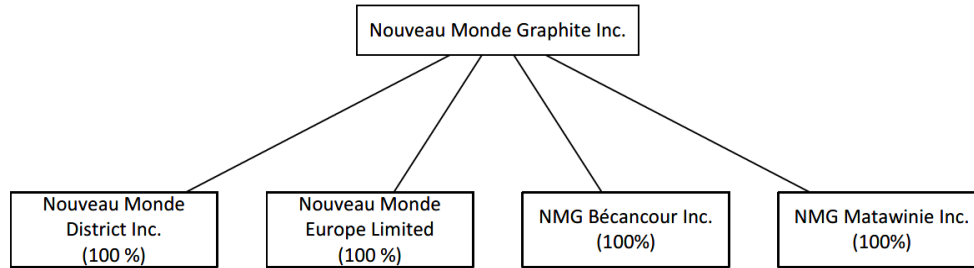 Nouveau Monde Graphite Inc.
Nouveau Monde
District Inc.
(100 %)
Nouveau Monde
Europe Limited
(100 %)
NMG Bécancour Inc.
(100%)
NMG Matawinie Inc.
(100%)